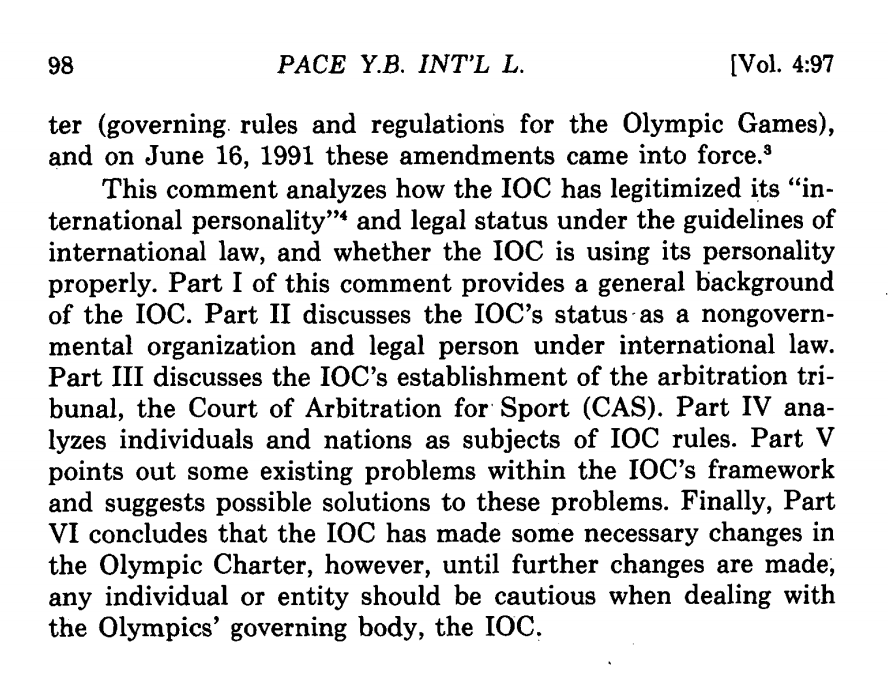 98 PACE Y.B. INT'L L. [Vol. 4:97
ter (governing rules and regulations for the Olympic Games),
and on June 16, 1991 these amendments came into force.³
This comment analyzes how the IOC has legitimized its “in-
ternational personality”⁴ and legal status under the guidelines of
international law, and whether the IOC is using its personality
properly. Part I of this comment provides a general background
of the IOC. Part II discusses the IOC's status as a nongovern-
mental organization and legal person under international law.
Part III discusses the IOC's establishment of the arbitration tri-
bunal, the Court of Arbitration for Sport (CAS). Part IV ana-
lyzes individuals and nations as subjects of IOC rules. Part V
points out some existing problems within the IOC's framework
and suggests possible solutions to these problems. Finally, Part
VI concludes that the IOC has made some necessary changes in
the Olympic Charter, however, until further changes are made,
any individual or entity should be cautious when dealing with
the Olympics' governing body, the IOC.